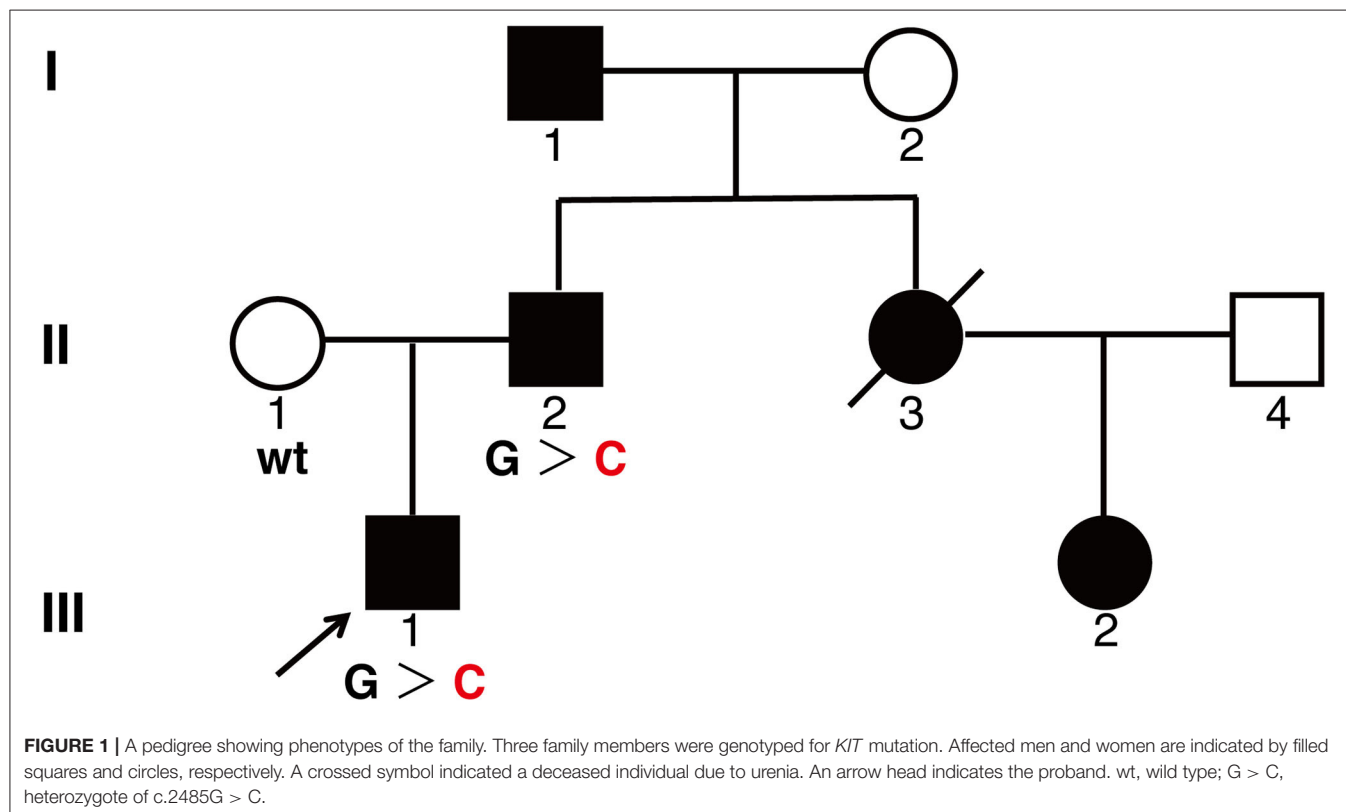 I
1
2
II
1
2
3
4
wt
G > C
III
1
2
G > C
FIGURE 1 | A pedigree showing phenotypes of the family. Three family members were genotyped for KIT mutation. Affected men and women are indicated by filled
squares and circles, respectively. A crossed symbol indicated a deceased individual due to urenia. An arrow head indicates the proband. wt, wild type; G > C,
heterozygote of c.2485G > C.